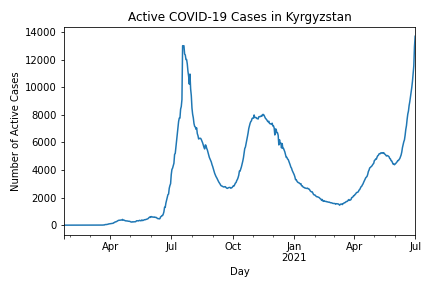 Active COVID-19 Cases in Kyrgyzstan
14000
12000
10000
8000
6000
4000
2000
0
Number of Active Cases
Apr
Jul
Oct
Jan
2021
Apr
Jul
Day